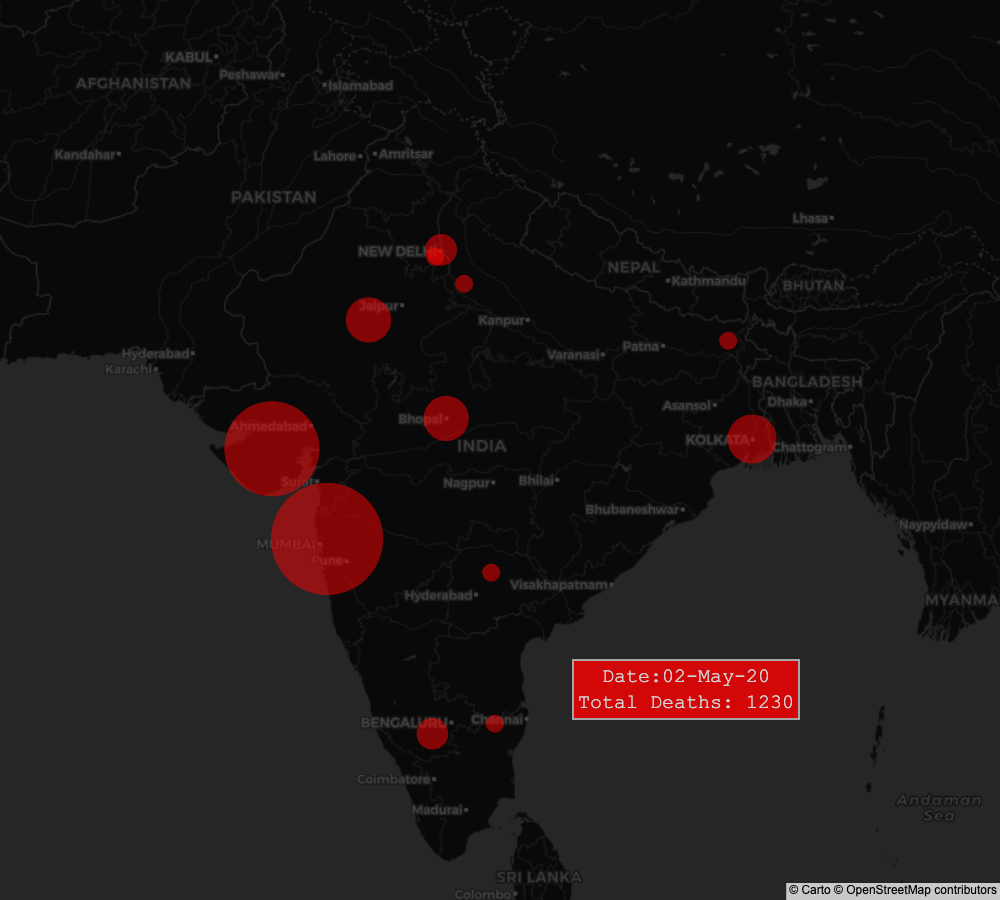 KABUL
Peshawar
AFGHANISTAN
Islamabad
Kandahar
Lahore
Amritsar
PAKISTAN
Lhasa
NEW DELHI
NEPAL
Kathmandu
BHUTAN
Jaipur
Kanpur
Hyderabad
Karachi
Varanasi
Patna
BANGLADESH
Asansol
Dhaka
Ahmedabad
Bhopal
INDIA
KOLKATA
Chattogram
Surat
Nagpur
Bhilai
Bhubaneshwar
Naypyidaw
MUMBAI
Pune
Hyderabad
Visakhapatnam
MYANMA
Date:02-May-20
Total Deaths: 1230
BENGALURU
Chennai
Coimbatore
Madurai
Andaman
Sea
SRI LANKA
Colombo
© Carto © OpenStreetMap contributors